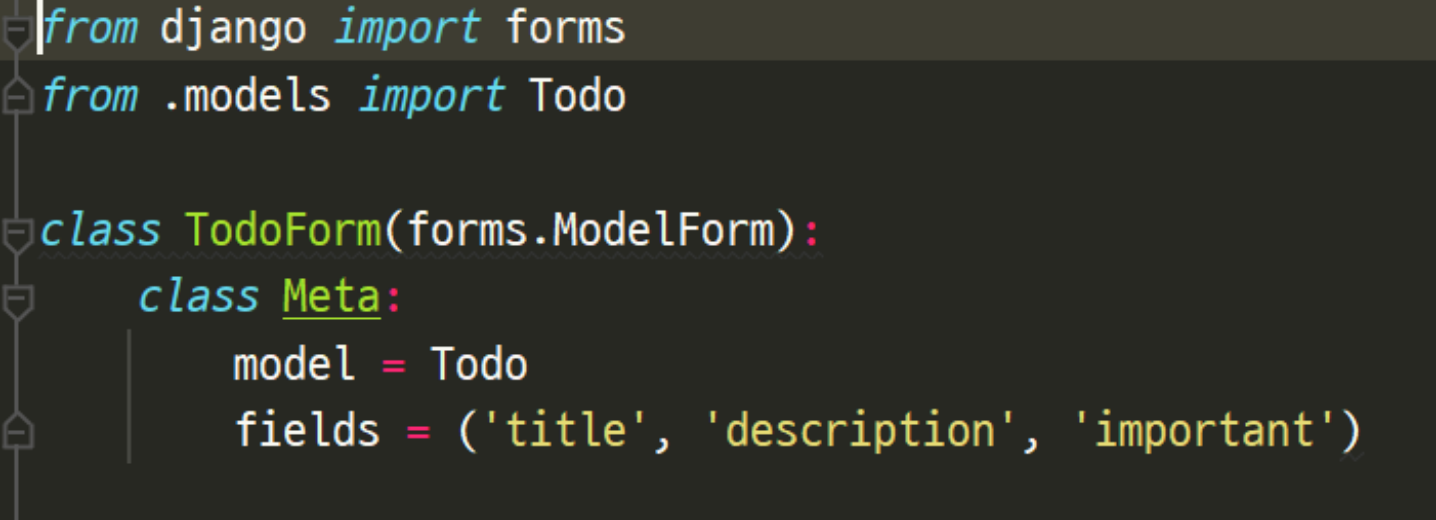 from django import forms
from .models import Todo
class TodoForm(forms.ModelForm):
class Meta:
model = Todo
fields = ('title', 'description', 'important')